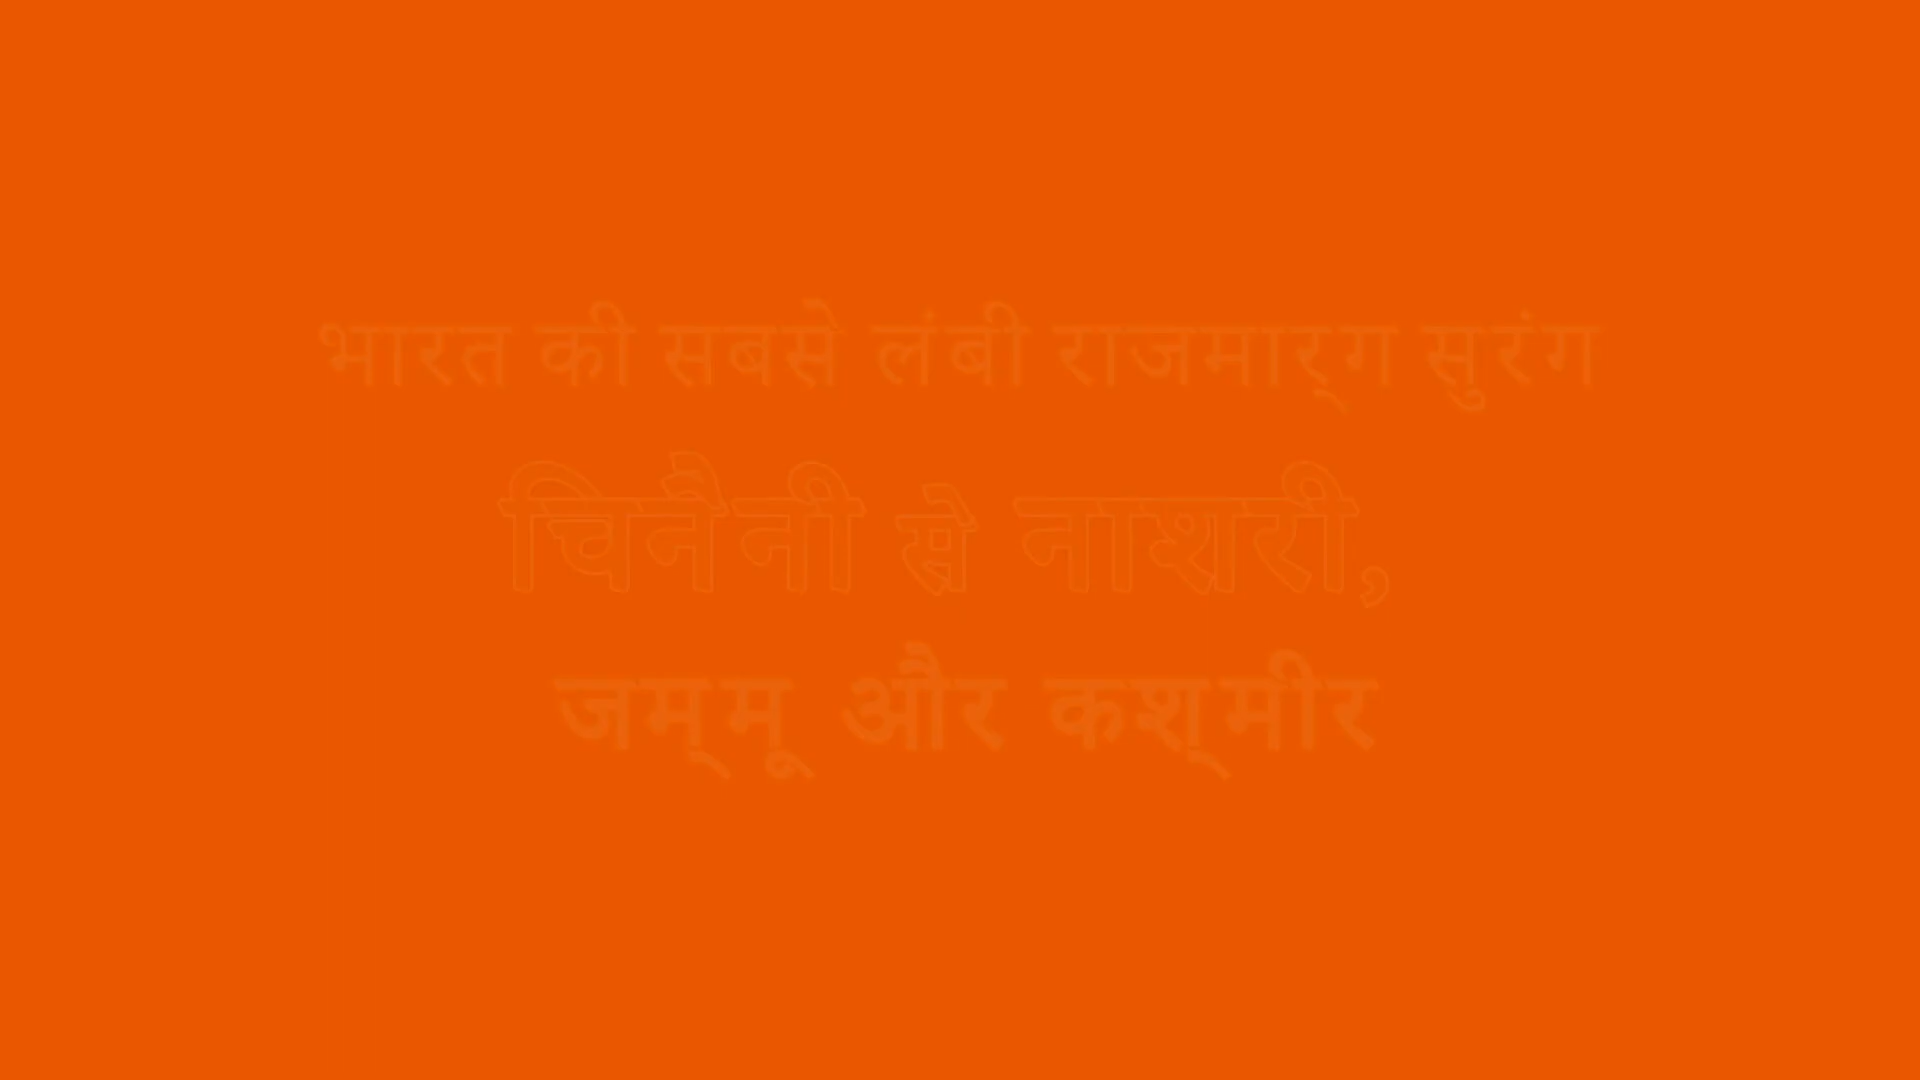 भारत की सबसे लंबी राजमार्‌ग सुरंग
चिनैनी से नाशरी,
जम्‌मू और कश्‌मीर